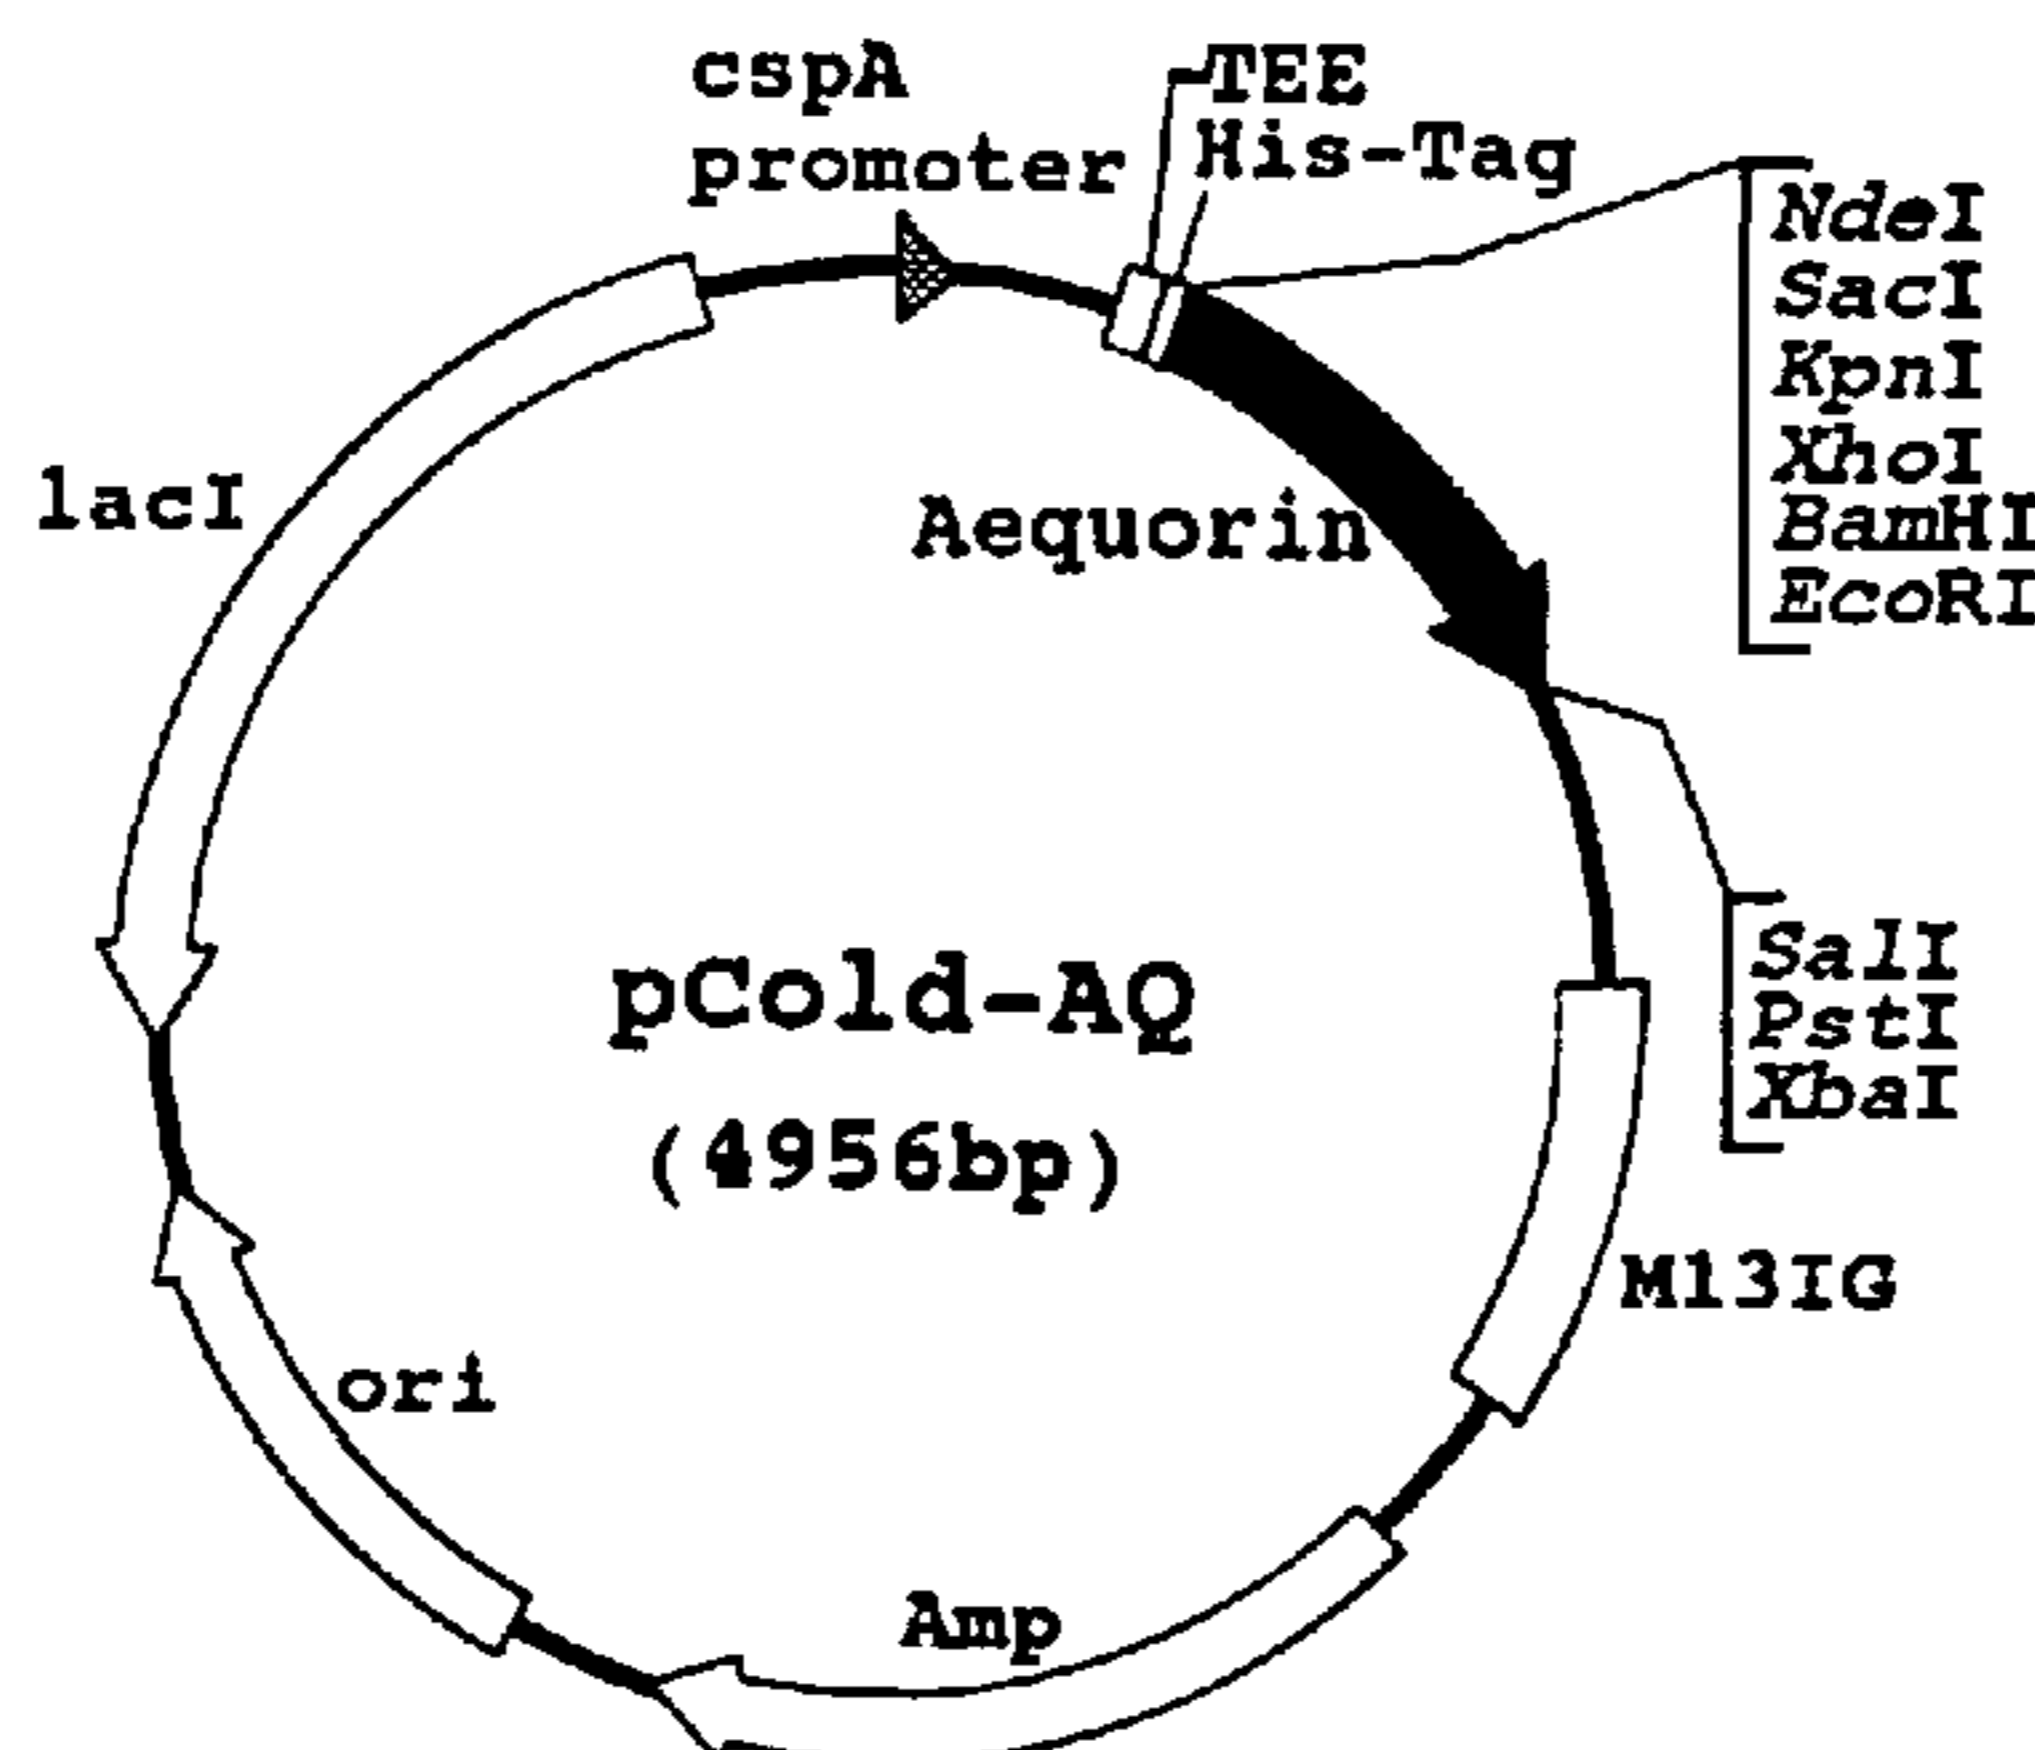 cspA
promoter
TEE
His-Tag
NdeI
SacI
KpnI
XhoI
BamHI
EcoRI
lacI
Aequorin
pCold-AQ
(4956bp)
SalI
PstI
XbaI
M13IG
ori
Amp